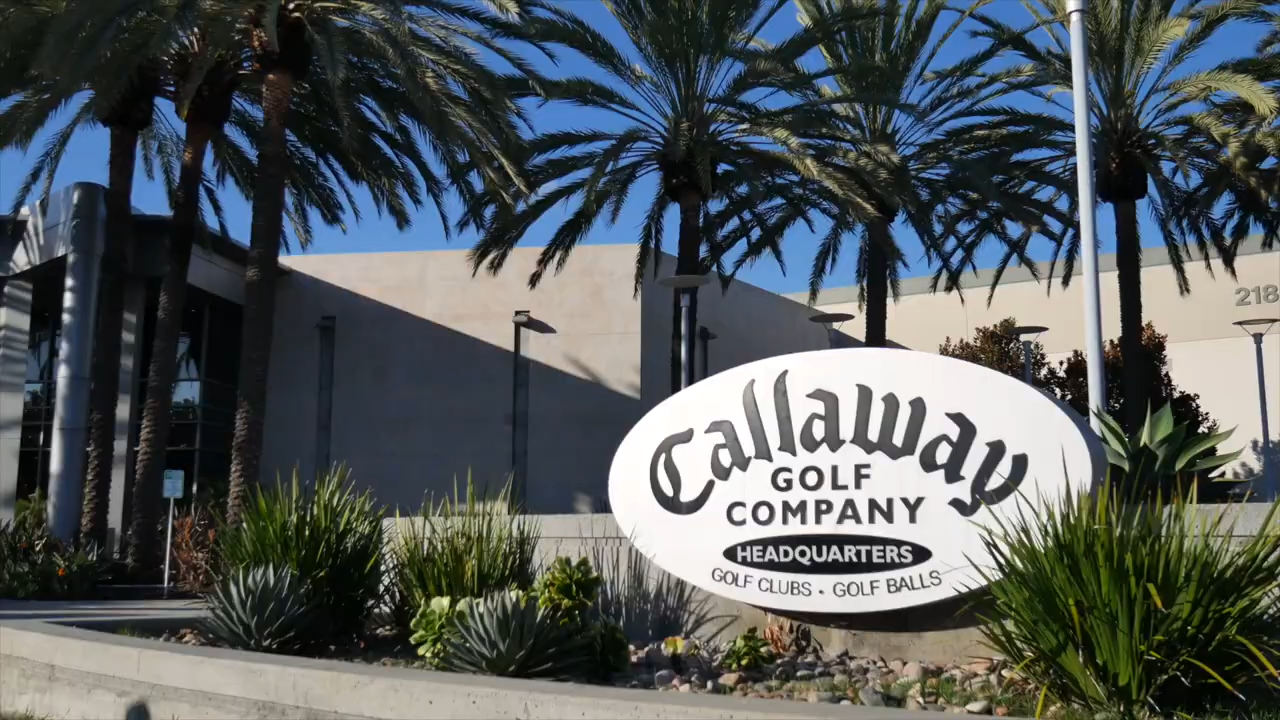 218
Callaway
GOLF
COMPANY
HEADQUARTERS
GOLF CLUBS • GOLF BALLS